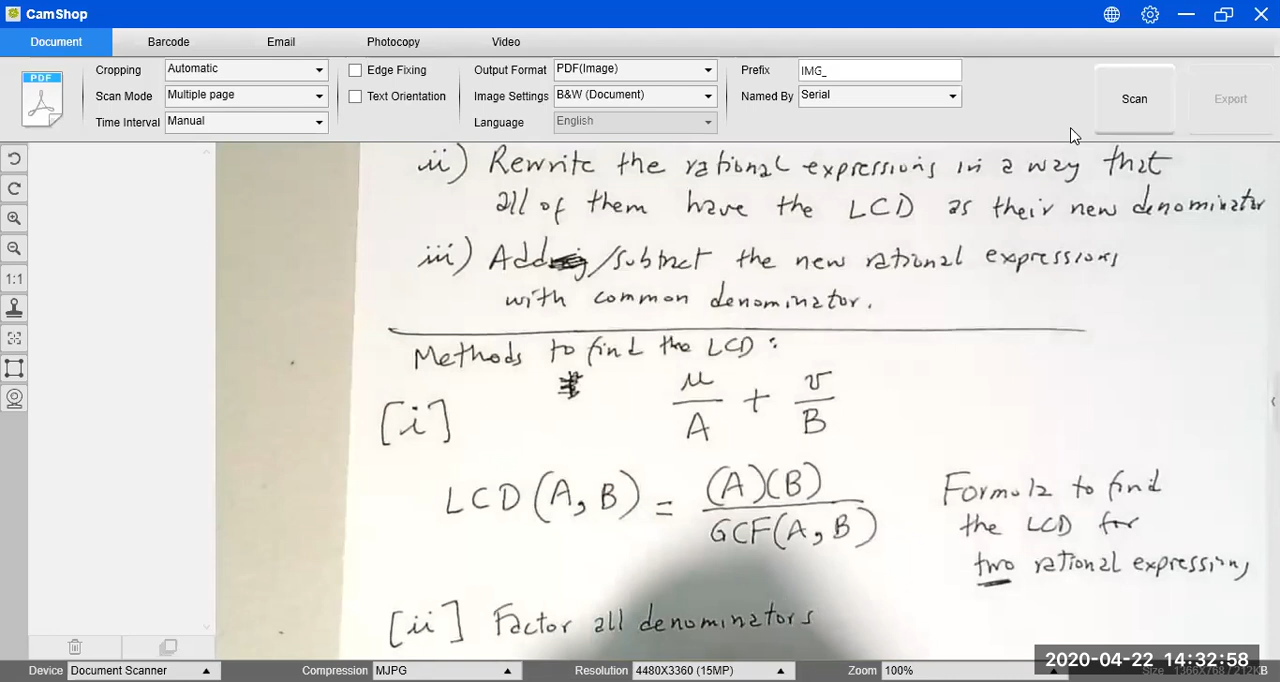 CamShop
Document Barcode Email Photocopy Video
PDF
Cropping Automatic
Scan Mode Multiple page
Time Interval Manual
Edge Fixing
Text Orientation
Output Format PDF(Image)
Image Settings B&W (Document)
Language English
Prefix IMG_
Named By Serial
Scan
Export
1:1
ii) Rewrite the rational expressions in a way that
all of them have the LCD as their new denominator
iii) Add/subtract the new rational expressions
with common denominator.
Methods to find the LCD:
[i] u/A + v/B
LCD(A,B) = (A)(B)/GCF(A,B)
Formula to find
the LCD for
two rational expressions
[ii] Factor all denominators
Device Document Scanner Compression MJPG Resolution 4480X3360 (15MP) Zoom 100%
2020-04-22 14:32:58